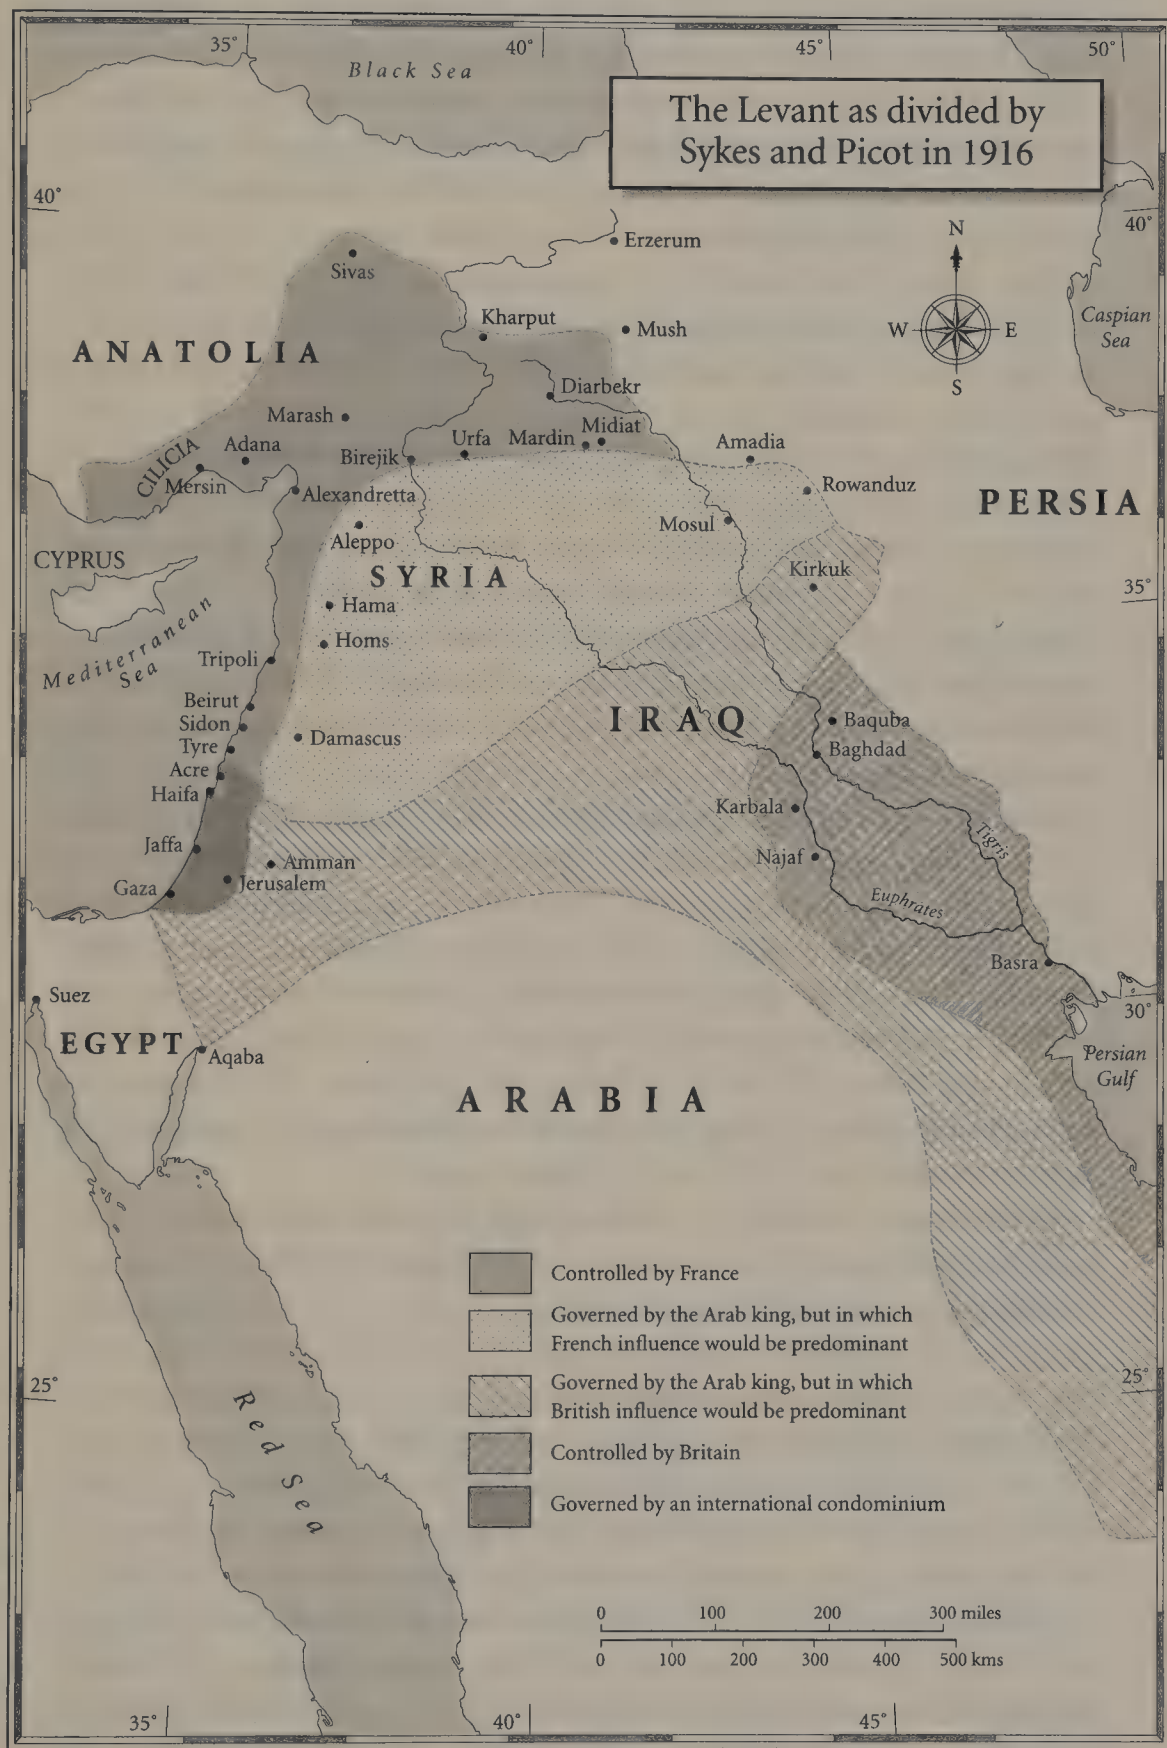 35°
40°
45°
50°
Black Sea
The Levant as divided by
Sykes and Picot in 1916
40°
40°
N
W
E
S
Erzerum
Sivas
Kharput
Mush
Caspian
Sea
ANATOLIA
Diarbekr
Marash
Midiat
CILICIA
Adana
Urfa
Mardin
Amadia
Birejik
Mersin
Alexandretta
Rowanduz
PERSIA
Mosul
Aleppo
CYPRUS
SYRIA
Kirkuk
35°
Hama
Mediterranean
Sea
Homs
Tripoli
Beirut
Sidon
IRAQ
Baquba
Damascus
Tyre
Baghdad
Acre
Haifa
Karbala
Jaffa
Tigris
Amman
Najaf
Gaza
Jerusalem
Euphrates
Basra
Suez
30°
EGYPT
Aqaba
Persian
Gulf
ARABIA
Controlled by France
Governed by the Arab king, but in which
French influence would be predominant
25°
25°
Governed by the Arab king, but in which
British influence would be predominant
Red Sea
Controlled by Britain
Governed by an international condominium
0 100 200 300 miles
0 100 200 300 400 500 kms
35°
40°
45°